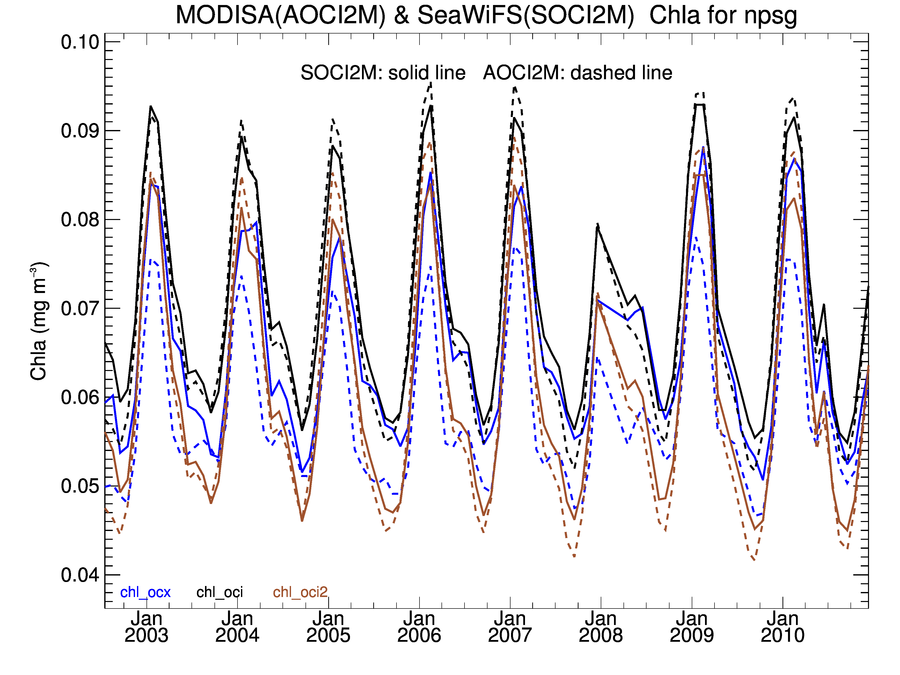 MODISA(AOCI2M) & SeaWiFS(SOCI2M)  Chla for npsg
SOCI2M: solid line   AOCI2M: dashed line
0.10
0.09
0.08
0.07
0.06
0.05
0.04
Chla (mg m⁻³)
chl_ocx   chl_oci   chl_oci2
Jan Jan Jan Jan Jan Jan Jan Jan
2003 2004 2005 2006 2007 2008 2009 2010